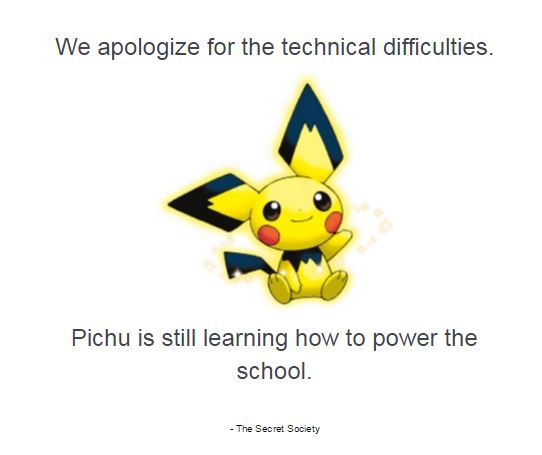 We apologize for the technical difficulties.
Pichu is still learning how to power the
school.
- The Secret Society